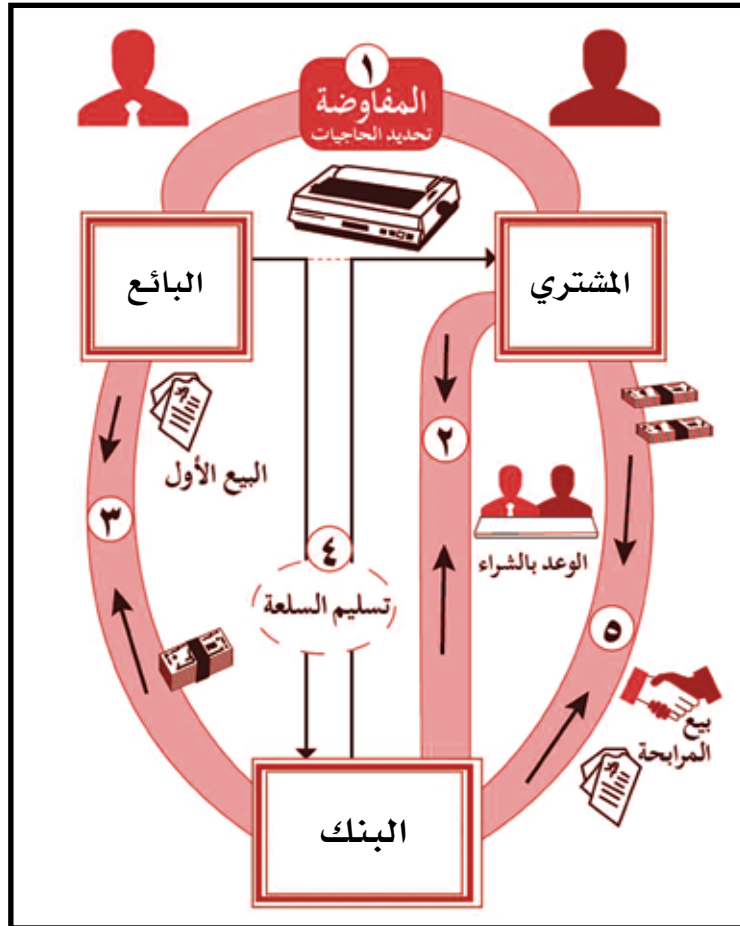 ١
المفاوضة
تحديد الحاجيات
المشتري
البائع
٢
البيع الأول
٣
الوعد بالشراء
٤
تسليم السلعة
٥
بيع
المرابحة
البنك